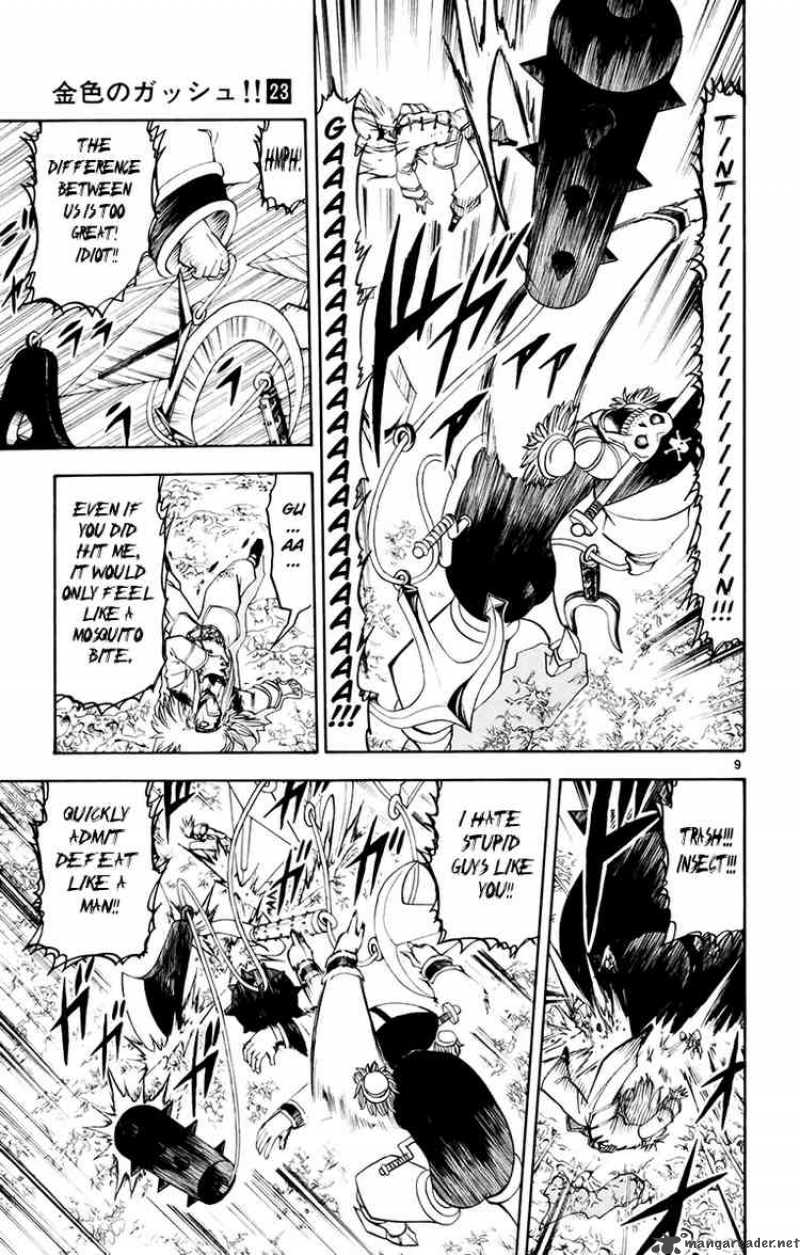 金色のガッシュ!! 23
TINTIIIIIIIIIIIIIIIIIIN!!!
HMPH!
THE
DIFFERENCE
BETWEEN
US IS TOO
GREAT!
IDIOT!!
GU
...
AA
...
EVEN IF
YOU DID
HIT ME,
IT WOULD
ONLY FEEL
LIKE A
MOSQUITO
BITE.
9
TRASH!!!
INSECT!!!
I HATE
STUPID
GUYS LIKE
YOU!!
QUICKLY
ADMIT
DEFEAT
LIKE A
MAN!!
mangareader.net